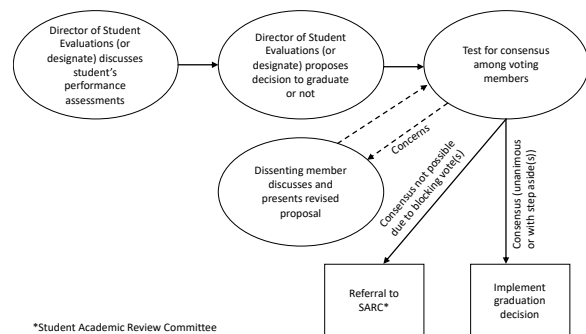 Director of Student
Evaluations (or
designate) discusses
student's
performance
assessments
Director of Student
Evaluations (or
designate) proposes
decision to graduate
or not
Test for consensus
among voting
members
Concerns
Dissenting member
discusses and
presents revised
proposal
Consensus not possible
due to blocking vote(s)
Consensus (unanimous
or with step aside(s)
Referral to
SARC*
Implement
graduation
decision
*Student Academic Review Committee